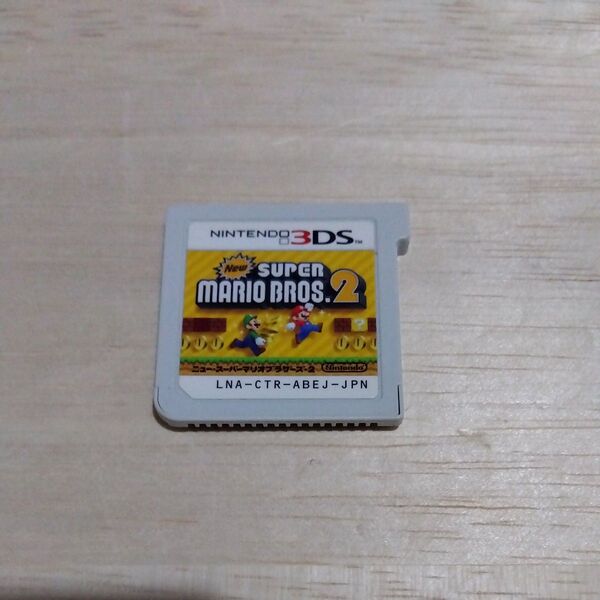 NINTENDO 3DS™
New SUPER
MARIO BROS. 2
?
ニュー・スーパーマリオブラザーズ・2 Nintendo
LNA-CTR-ABEJ-JPN